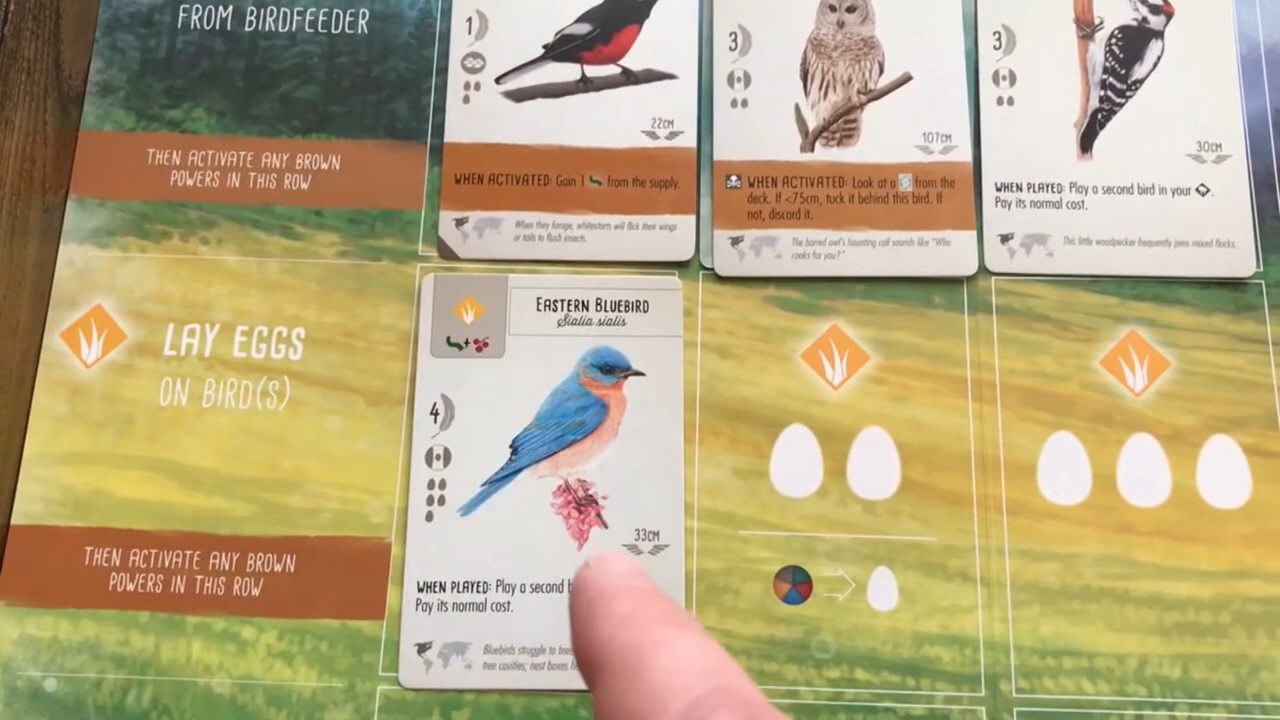 FROM BIRDFEEDER
THEN ACTIVATE ANY BROWN
POWERS IN THIS ROW
1
22CM
WHEN ACTIVATED: Gain 1 from the supply.
When they forage, whitestarts will flick their wings
or tails to flush insects.
3
107CM
WHEN ACTIVATED: Look at a from the
deck. If <75cm, tuck it behind this bird. If
not, discard it.
The barred owl's haunting call sounds like "Who
cooks for you?"
3
30CM
WHEN PLAYED: Play a second bird in your .
Pay its normal cost.
This little woodpecker frequently joins mixed flocks.
LAY EGGS
ON BIRD(S)
THEN ACTIVATE ANY BROWN
POWERS IN THIS ROW
EASTERN BLUEBIRD
Sialia sialis
+
4
33CM
WHEN PLAYED: Play a second
Pay its normal cost.
Bluebirds struggle to
tree cavities; nest boxes